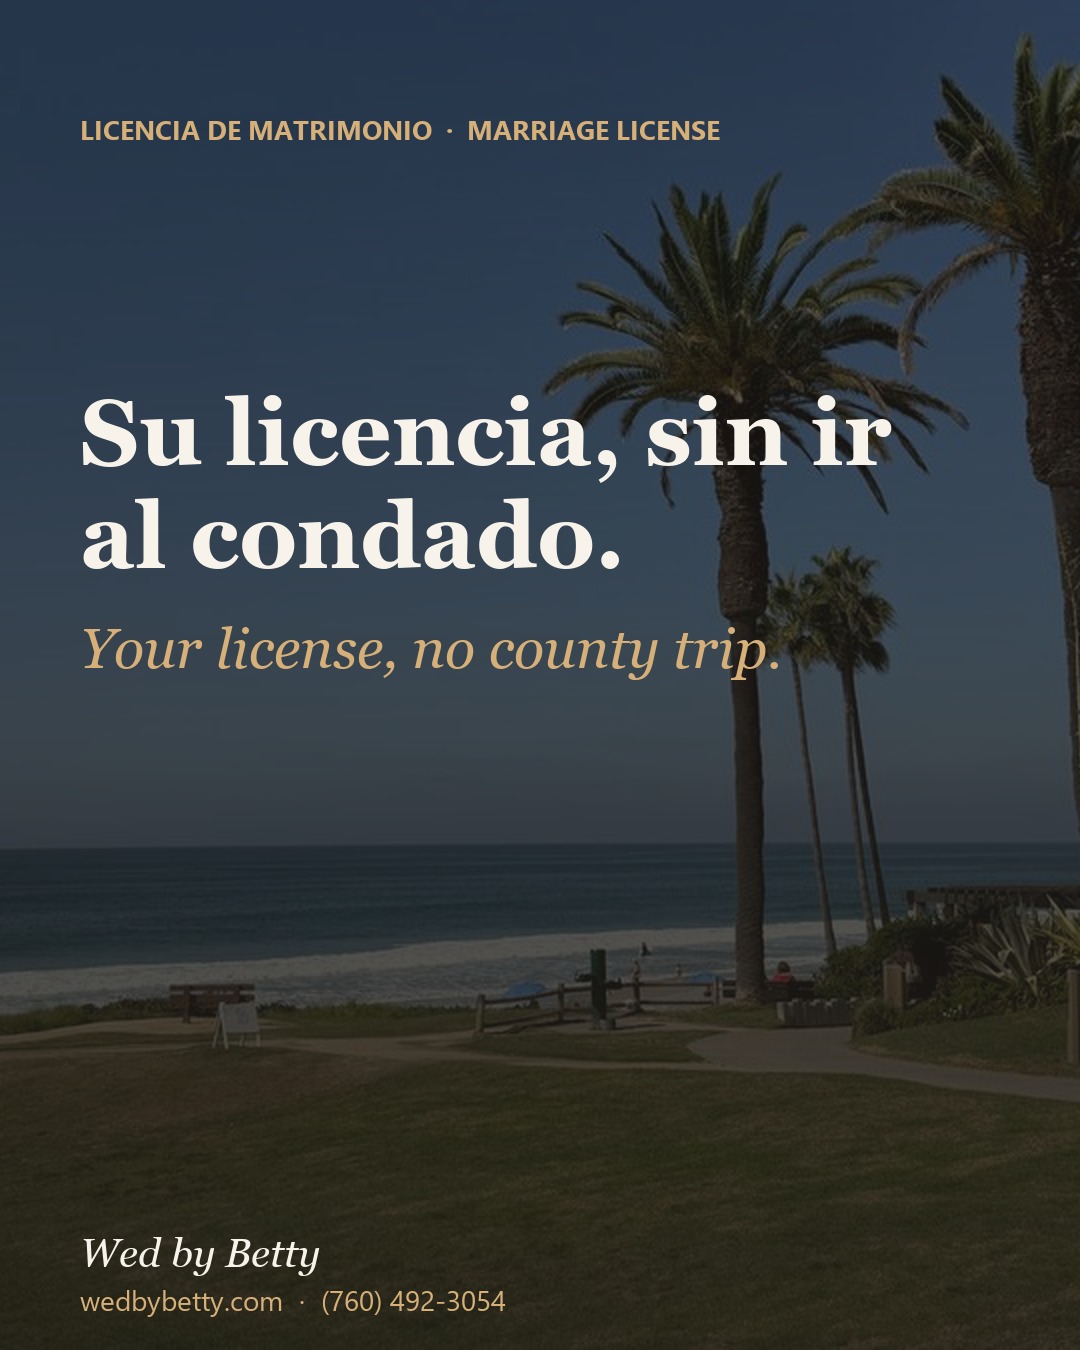 LICENCIA DE MATRIMONIO · MARRIAGE LICENSE
Su licencia, sin ir
al condado.
Your license, no county trip.
Wed by Betty
wedbybetty.com · (760) 492-3054